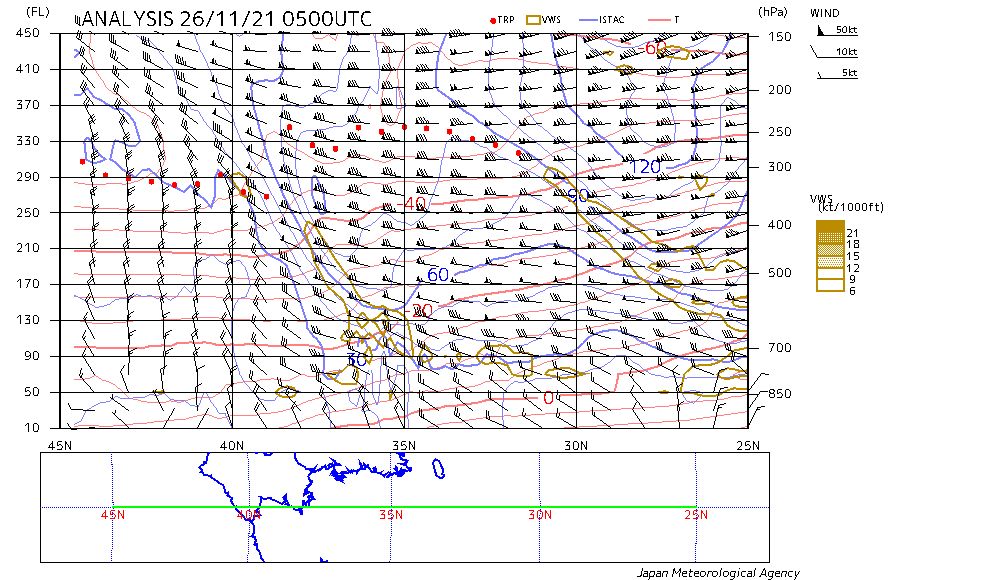 (FL) ANALYSIS 26/11/21 0500UTC TRP VWS ISTAC T (hPa) WIND
450 150 50kt
410 10kt
370 200 5kt
330 250
290 300
250 400
210 500
170 700
130 850
90
50
10
-60
120
90
-40
60
-20
30
0
VWS
(kt/1000ft)
21
18
15
12
9
6
45N 40N 35N 30N 25N
45N 40N 35N 30N 25N
Japan Meteorological Agency